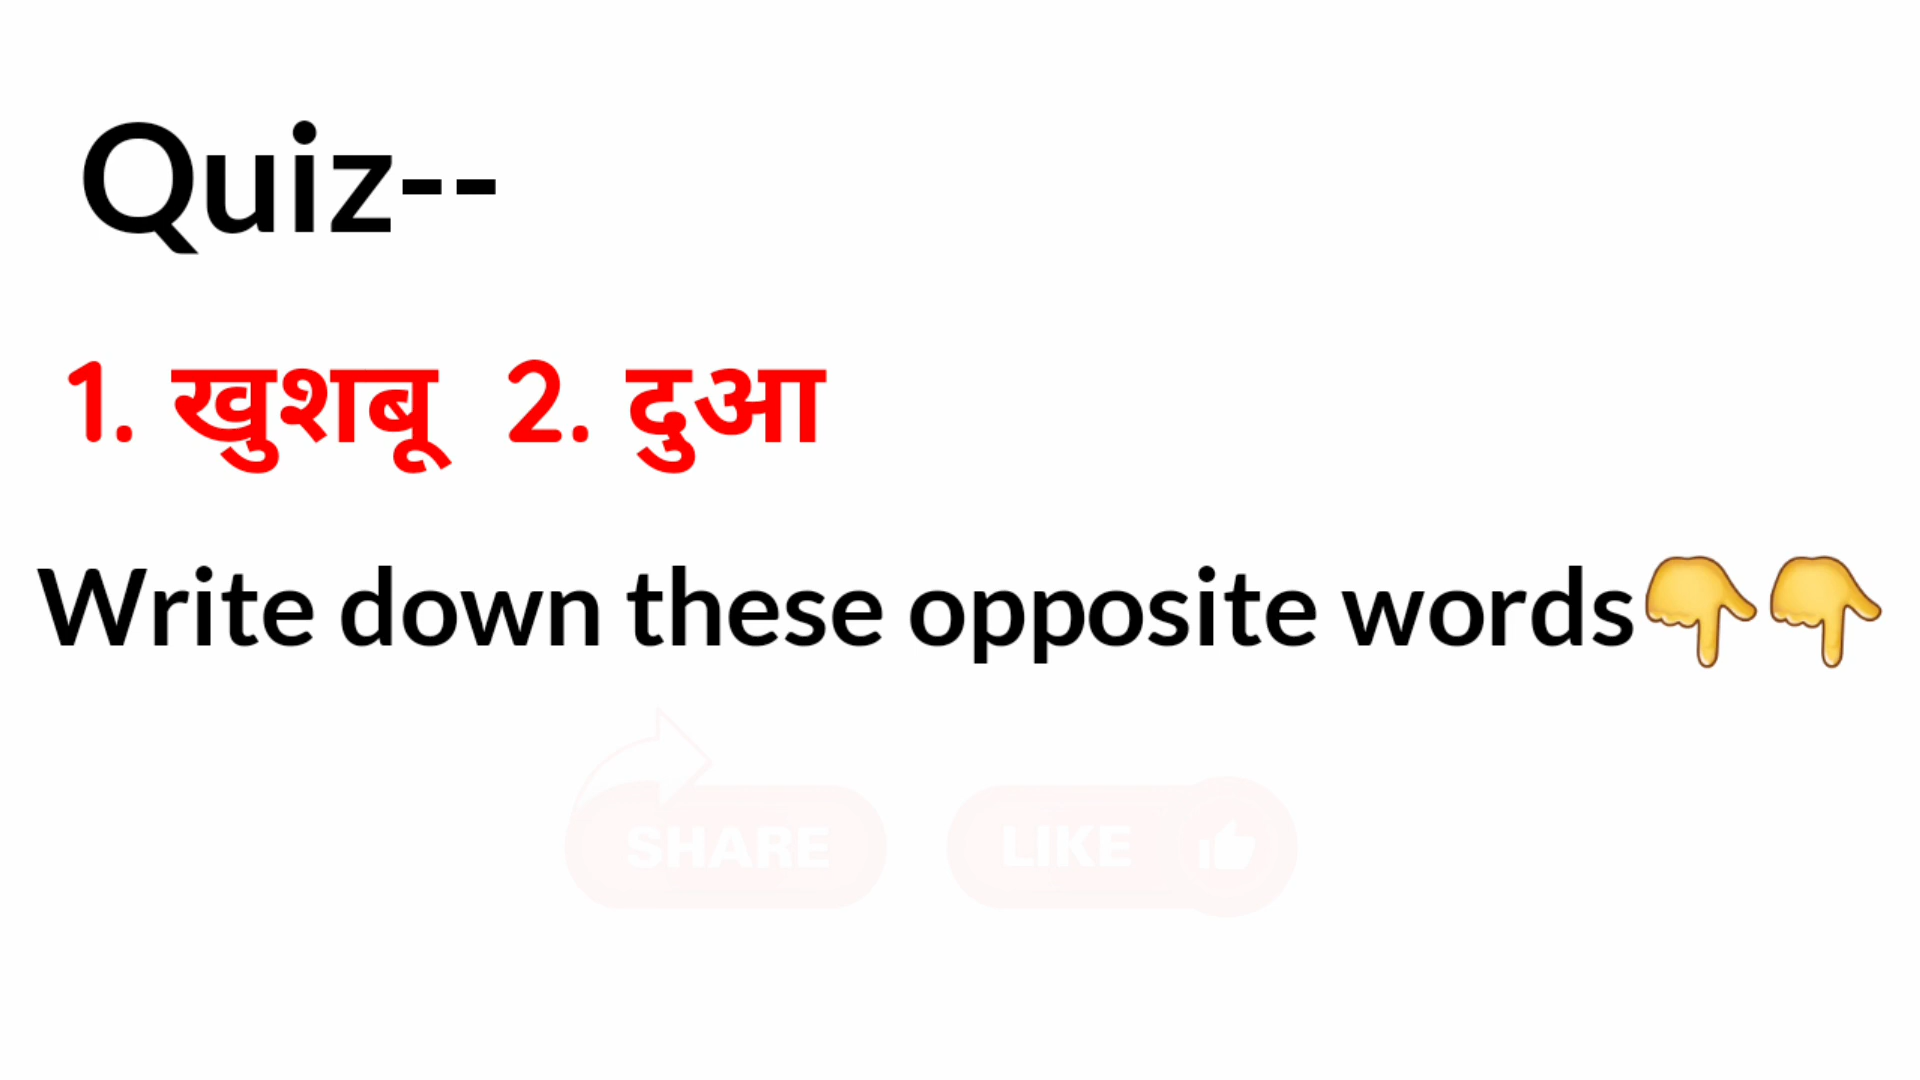 Quiz--
1. खुशबू 2. दुआ
Write down these opposite words👇👇
SHARE LIKE